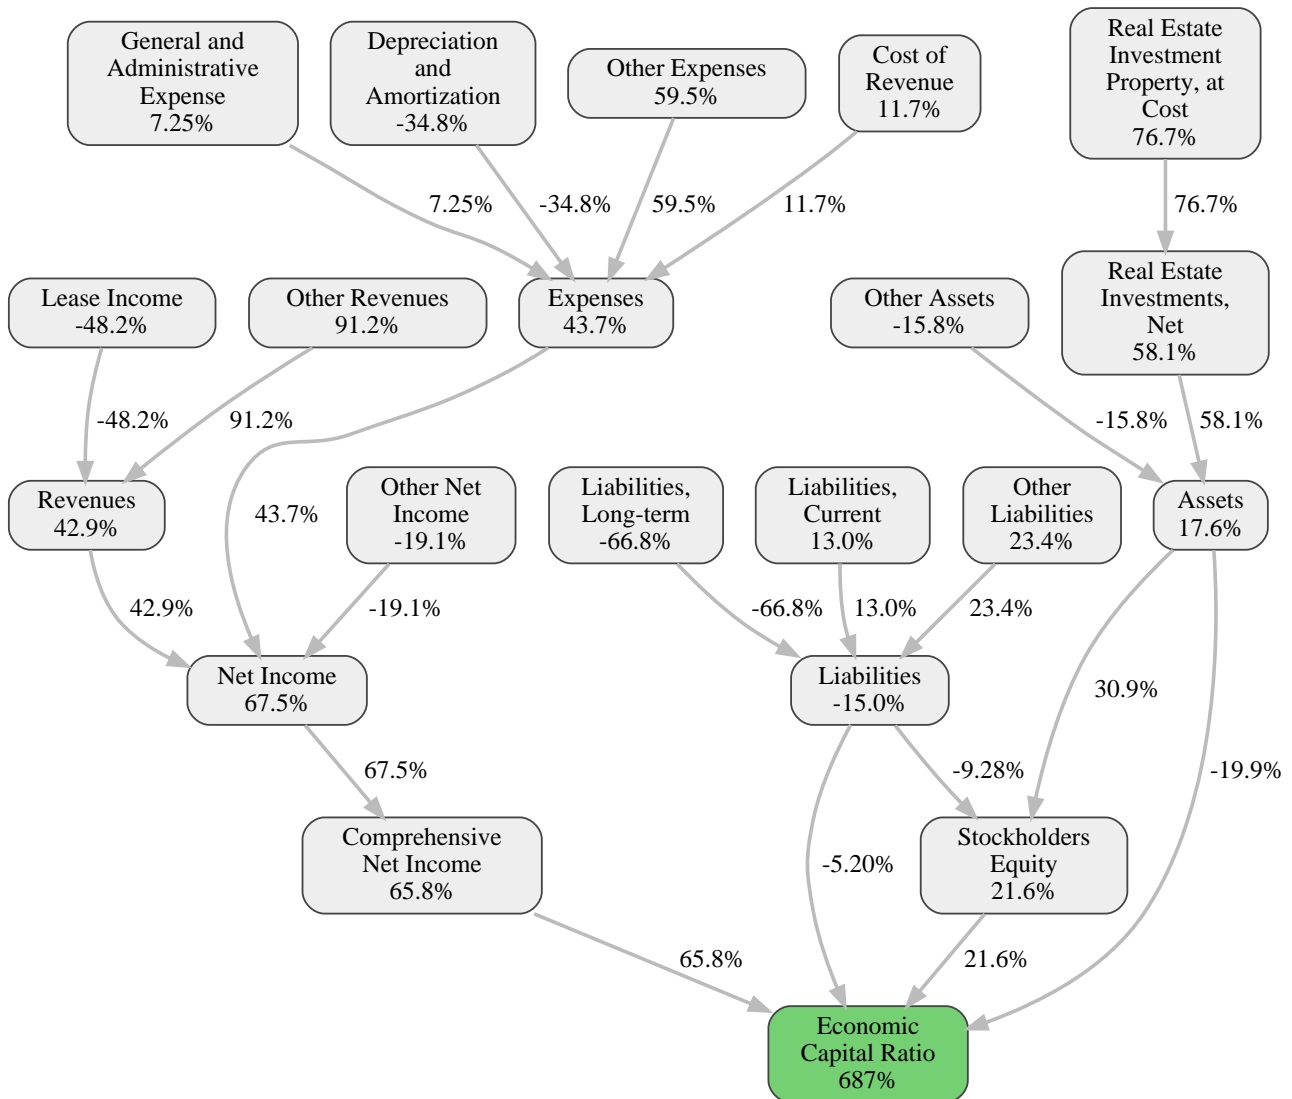 General and
Administrative
Expense
7.25%
Depreciation
and
Amortization
-34.8%
Other Expenses
59.5%
Cost of
Revenue
11.7%
Real Estate
Investment
Property, at
Cost
76.7%
7.25%
-34.8%
59.5%
11.7%
76.7%
Lease Income
-48.2%
Other Revenues
91.2%
Expenses
43.7%
Other Assets
-15.8%
Real Estate
Investments,
Net
58.1%
-48.2%
91.2%
-15.8%
58.1%
Revenues
42.9%
43.7%
Other Net
Income
-19.1%
Liabilities,
Long-term
-66.8%
Liabilities,
Current
13.0%
Other
Liabilities
23.4%
Assets
17.6%
42.9%
-19.1%
-66.8%
13.0%
23.4%
Net Income
67.5%
Liabilities
-15.0%
30.9%
67.5%
-9.28%
-19.9%
Comprehensive
Net Income
65.8%
-5.20%
Stockholders
Equity
21.6%
65.8%
21.6%
Economic
Capital Ratio
687%